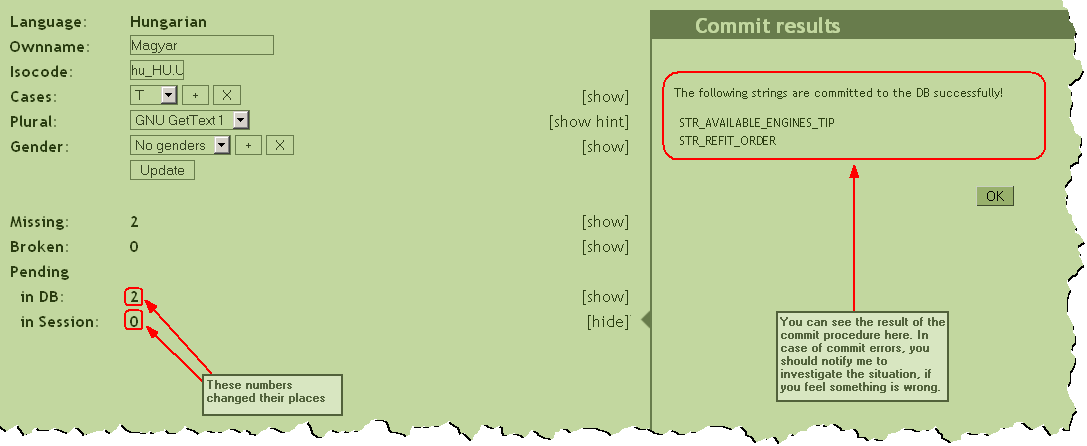 Language: Hungarian
Ownname: Magyar
Isocode: hu_HU.U
Cases: T + X [show]
Plural: GNU GetText 1 [show hint]
Gender: No genders + X [show]
Update
Missing: 2 [show]
Broken: 0 [show]
Pending
in DB: 2 [show]
in Session: 0 [hide]
These numbers
changed their places
Commit results
The following strings are committed to the DB successfully!
STR_AVAILABLE_ENGINES_TIP
STR_REFIT_ORDER
OK
You can see the result of the
commit procedure here. In
case of commit errors, you
should notify me to
investigate the situation, if
you feel something is wrong.